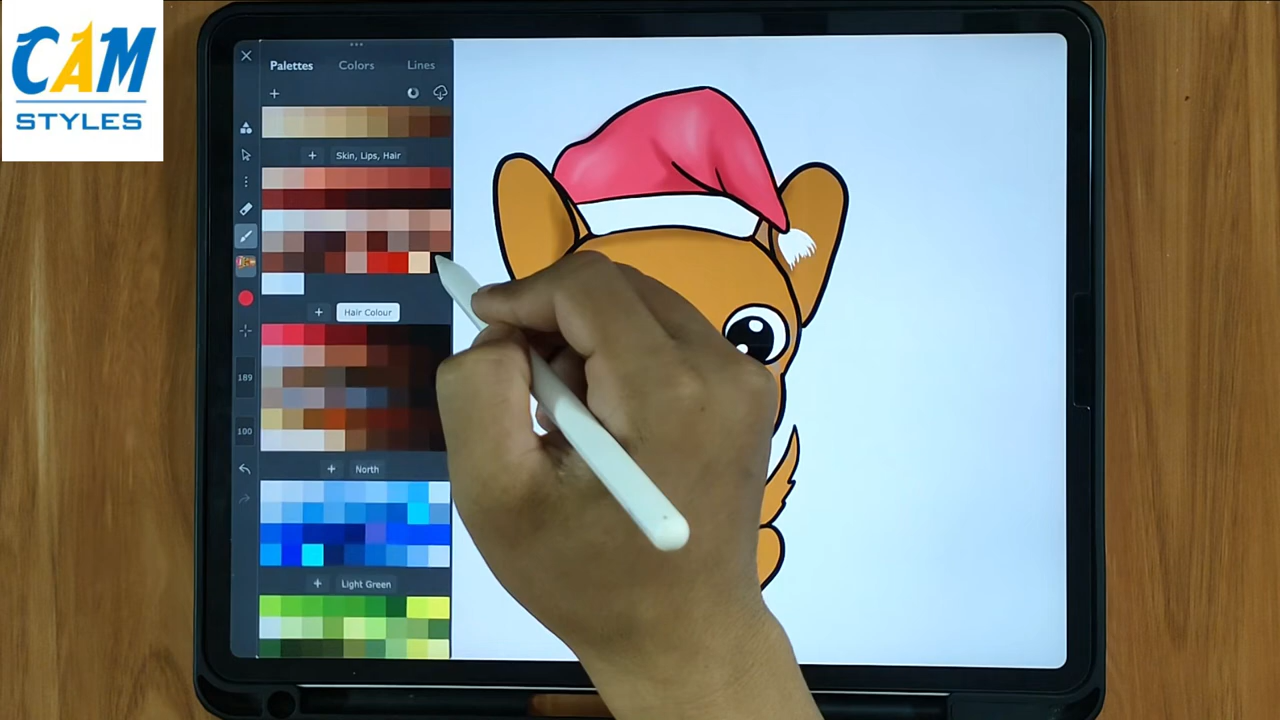 CAM
STYLES
Palettes Colors Lines
Skin, Lips, Hair
Hair Colour
189
100
North
Light Green